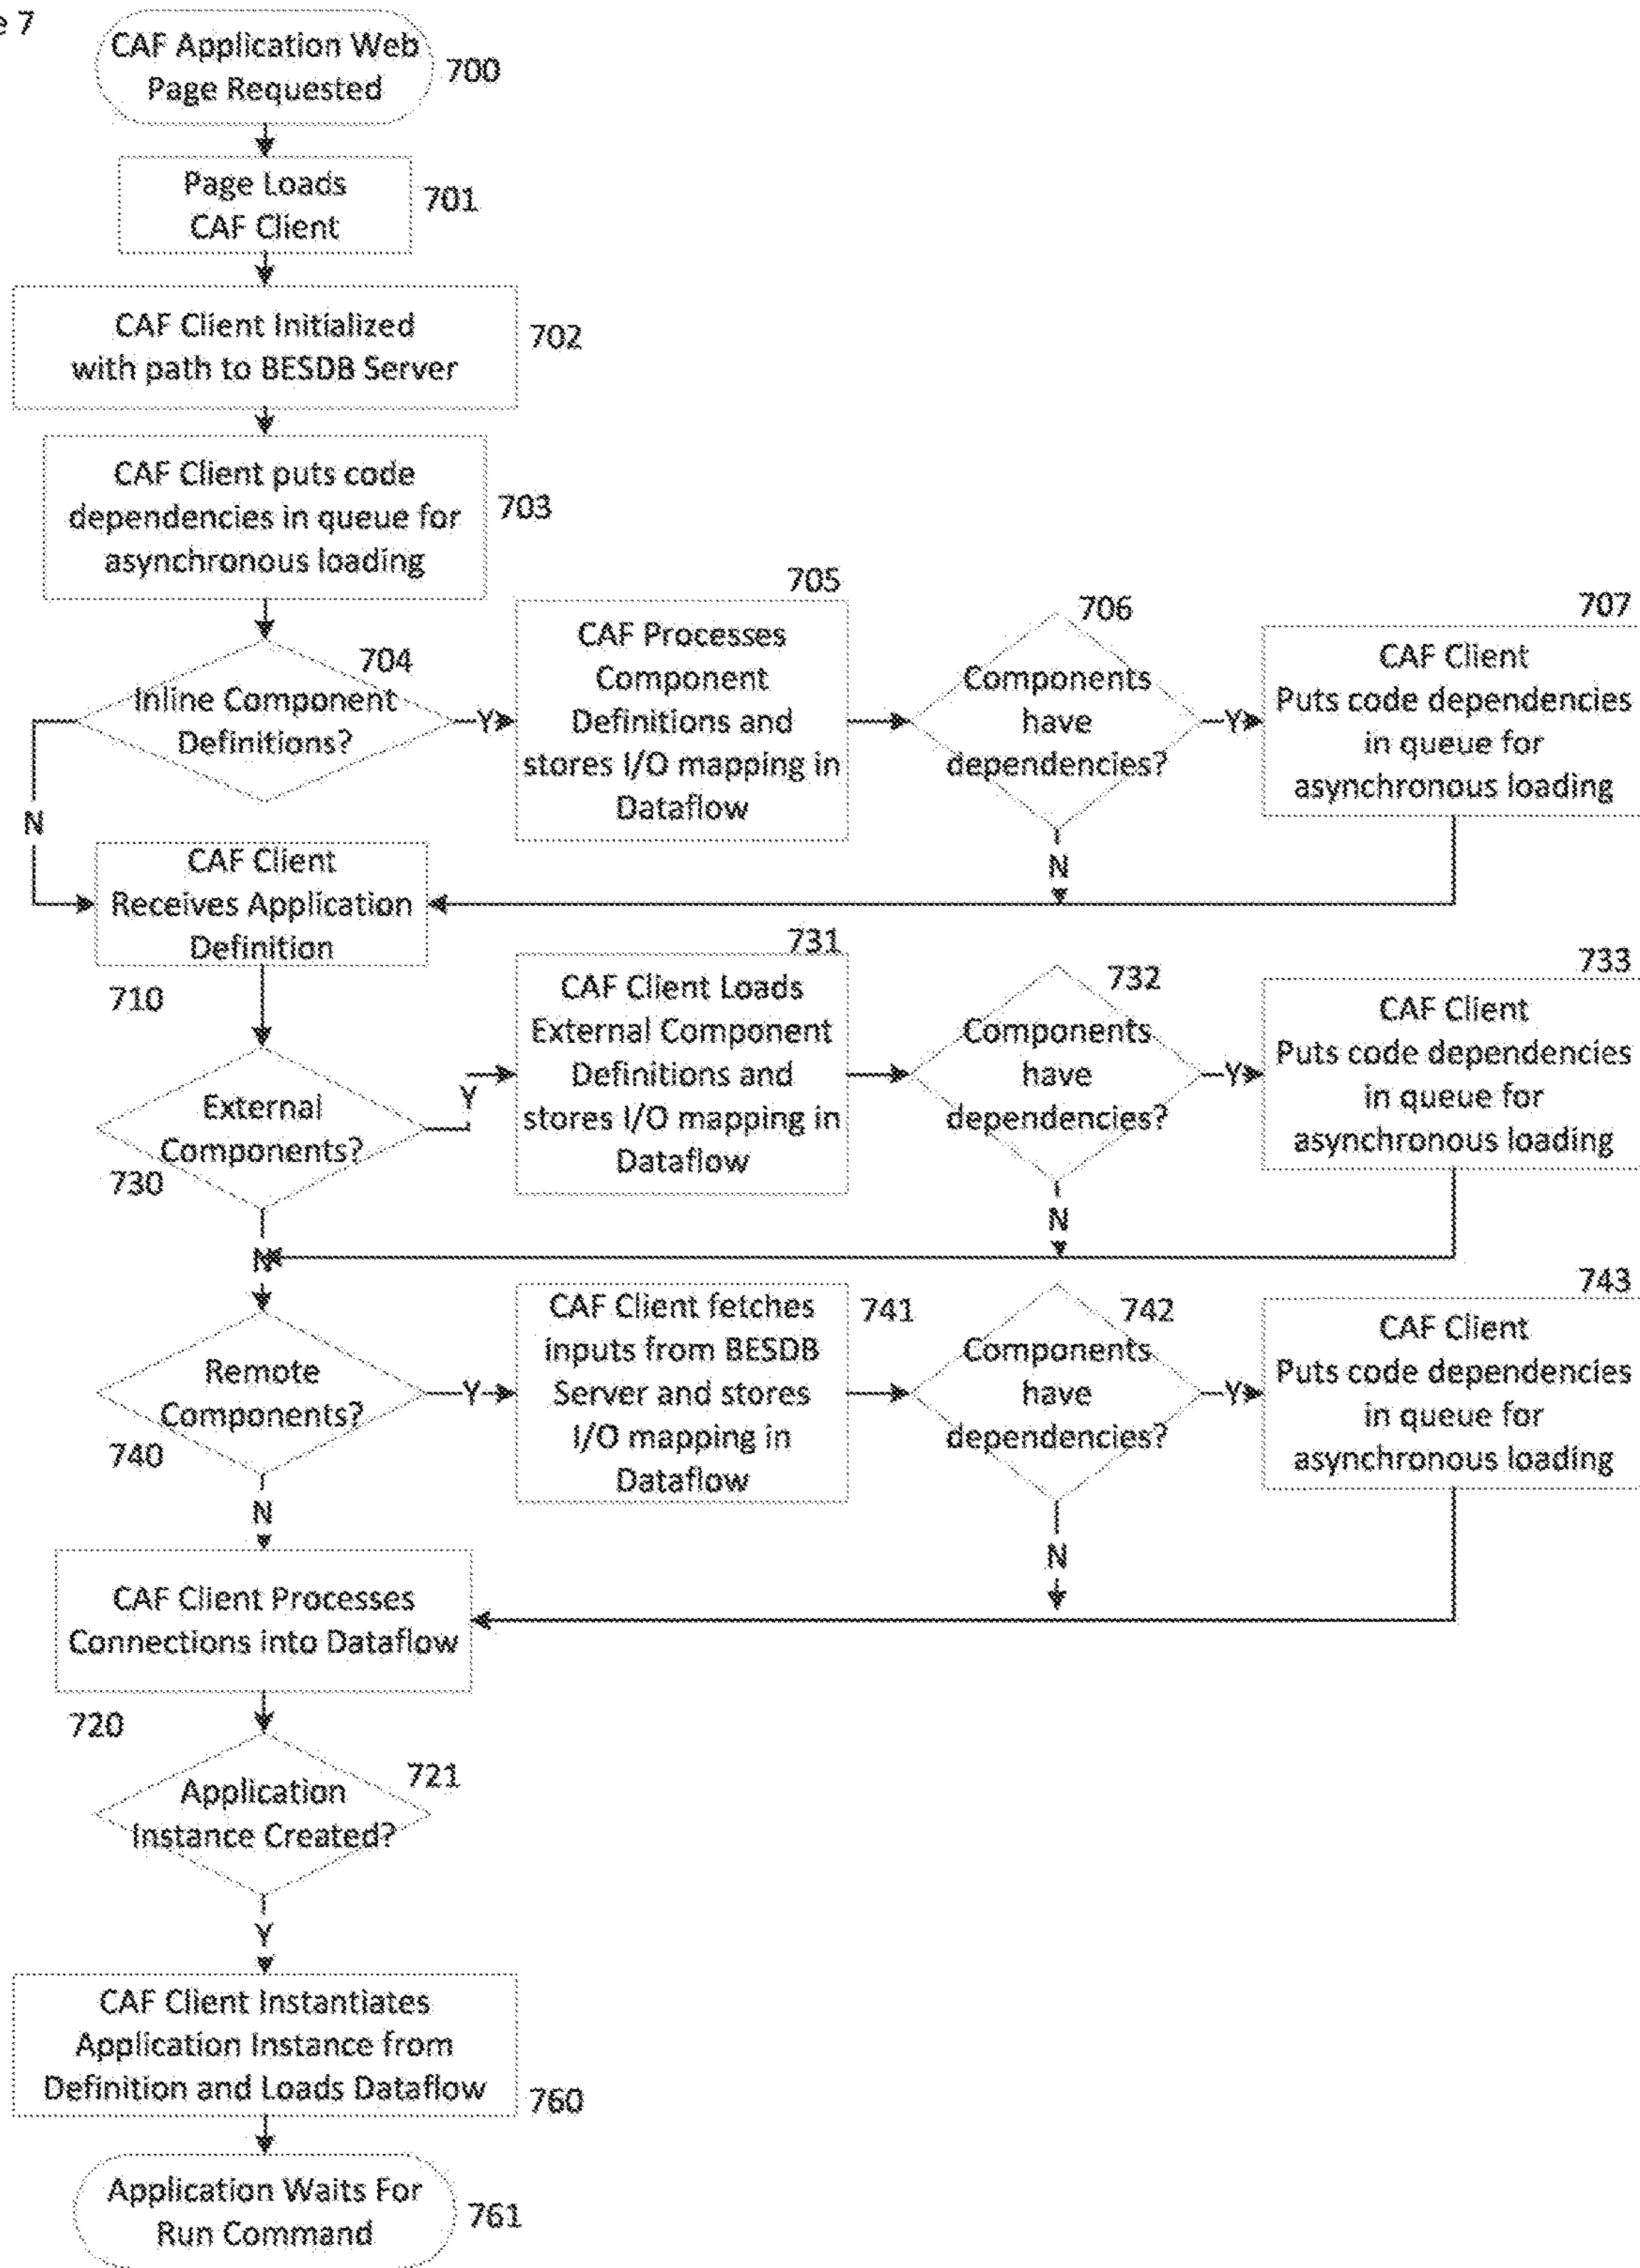 e 7
CAF Application Web
Page Requested
700
Page Loads
CAF Client
701
CAF Client Initialized
with path to BESDB Server
702
CAF Client puts code
dependencies in queue for
asynchronous loading
703
704
Inline Component
Definitions?
Y
N
705
CAF Processes
Component
Definitions and
stores I/O mapping in
Dataflow
706
Components
have
dependencies?
Y
N
707
CAF Client
Puts code dependencies
in queue for
asynchronous loading
CAF Client
Receives Application
Definition
710
External
Components?
730
Y
N
731
CAF Client Loads
External Component
Definitions and
stores I/O mapping in
Dataflow
732
Components
have
dependencies?
Y
N
733
CAF Client
Puts code dependencies
in queue for
asynchronous loading
Remote
Components?
740
Y
N
CAF Client fetches
inputs from BESDB
Server and stores
I/O mapping in
Dataflow
741
742
Components
have
dependencies?
Y
N
743
CAF Client
Puts code dependencies
in queue for
asynchronous loading
CAF Client Processes
Connections into Dataflow
720
721
Application
Instance Created?
Y
CAF Client Instantiates
Application Instance from
Definition and Loads Dataflow
760
Application Waits For
Run Command
761